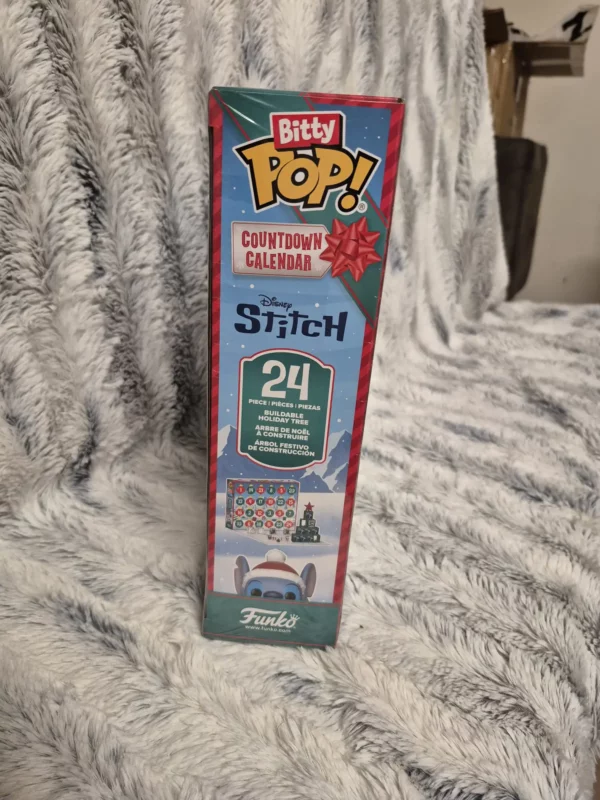 Bitty
POP!
®
COUNTDOWN
CALENDAR
Disney
STITCH
24
PIECE | PIÈCES | PIEZAS
BUILDABLE
HOLIDAY TREE
ARBRE DE NOËL
À CONSTRUIRE
ÁRBOL FESTIVO
DE CONSTRUCCIÓN
Funko
www.funko.com